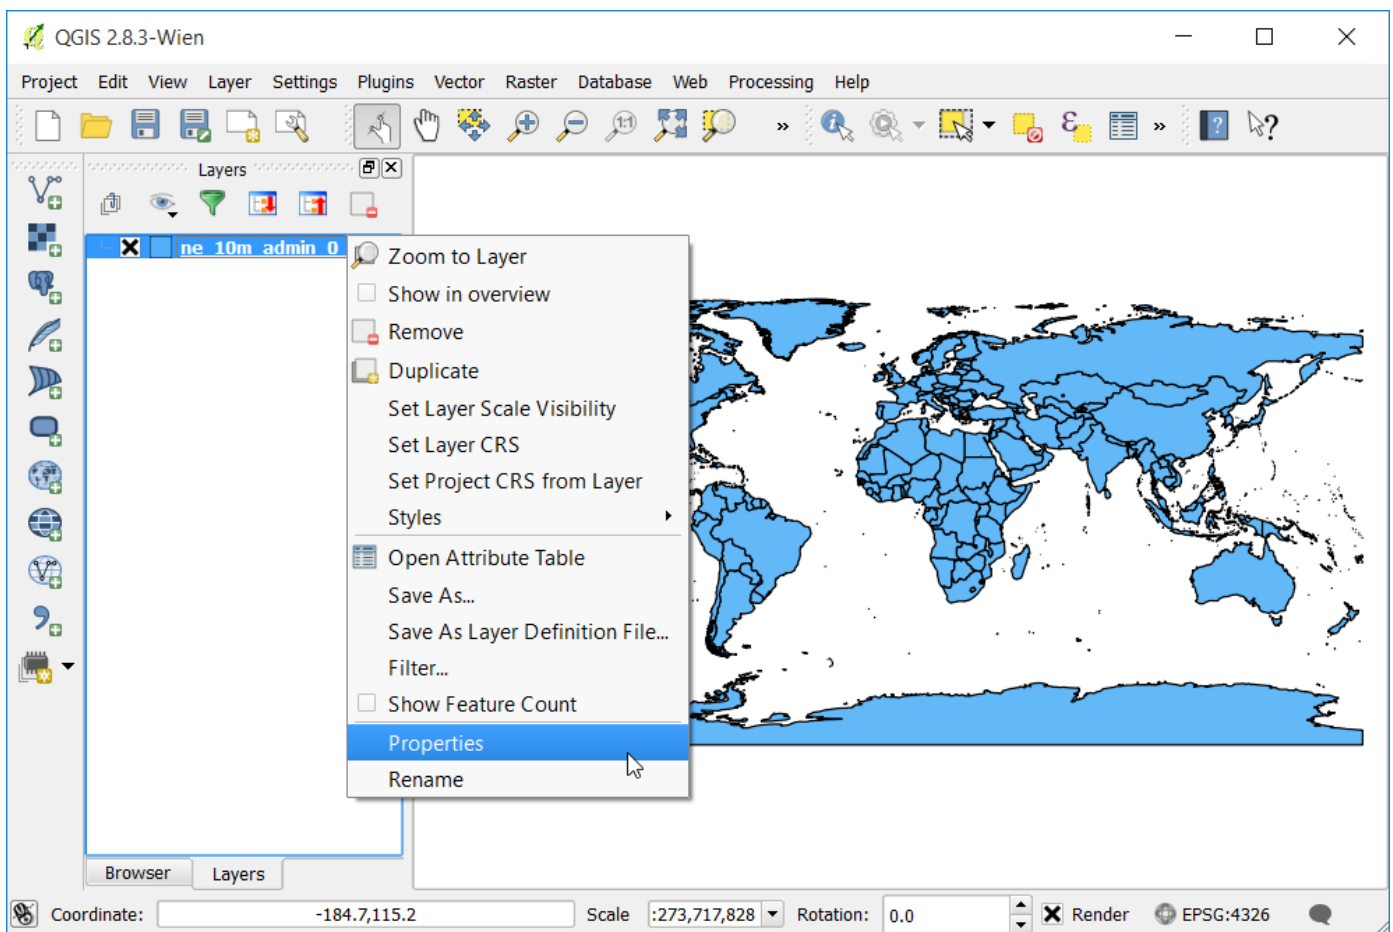 QGIS 2.8.3-Wien
Project Edit View Layer Settings Plugins Vector Raster Database Web Processing Help
1:1
»
»
?
?
Layers
ne_10m_admin_0
Zoom to Layer
Show in overview
Remove
Duplicate
Set Layer Scale Visibility
Set Layer CRS
Set Project CRS from Layer
Styles
Open Attribute Table
Save As...
Save As Layer Definition File...
Filter...
Show Feature Count
Properties
Rename
Browser Layers
Coordinate: -184.7,115.2 Scale :273,717,828 Rotation: 0.0 Render EPSG:4326